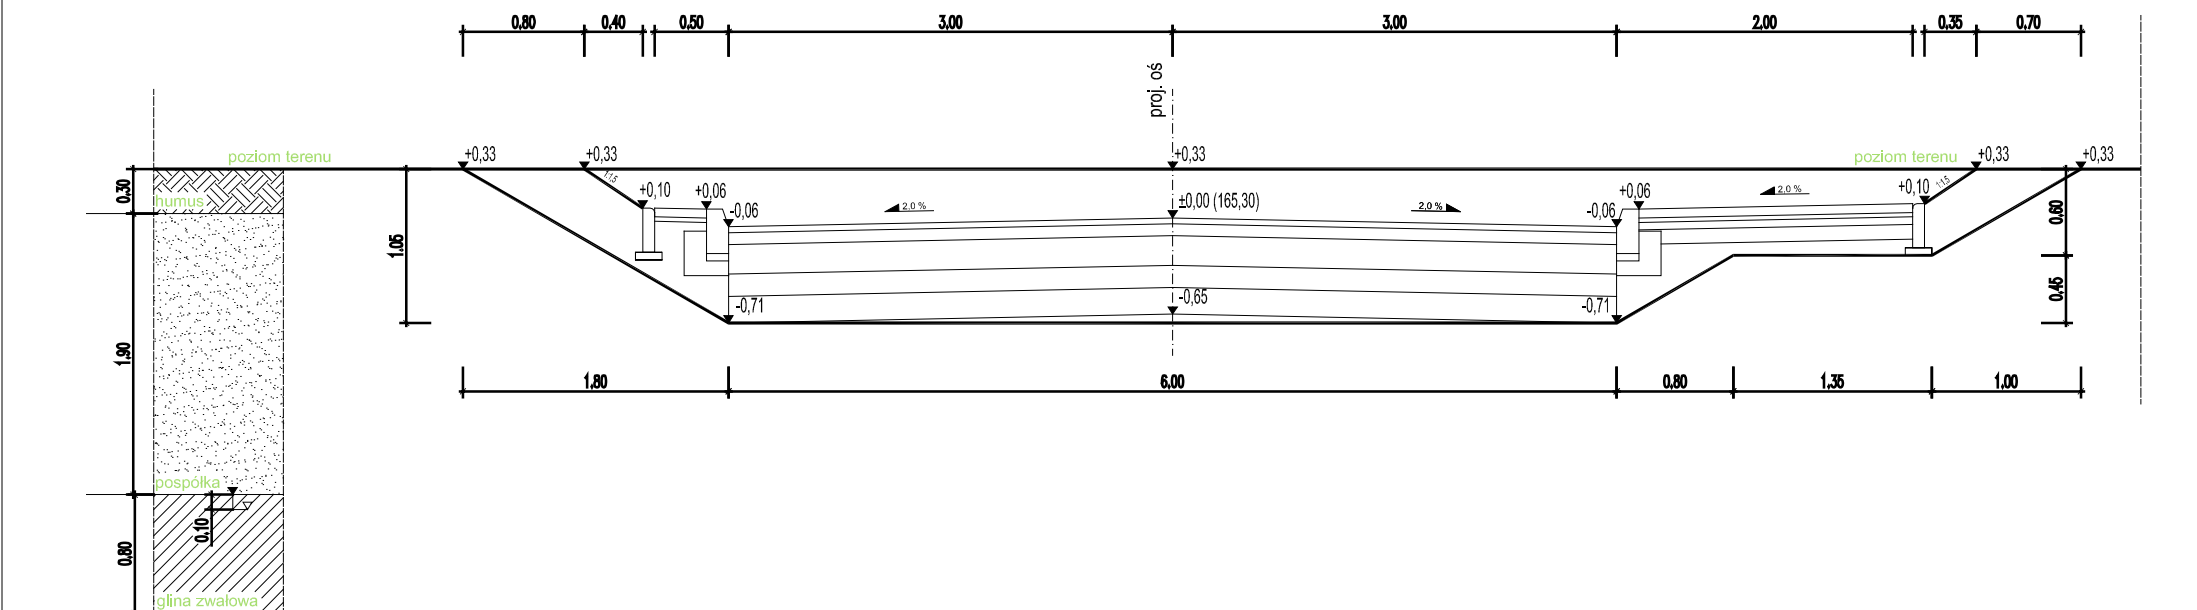 0,80 0,40 0,50 3,00 3,00 2,00 0,35 0,70
proj. oś
poziom terenu +0,33 +0,33 +0,33 poziom terenu +0,33 +0,33
0,30
humus
1:1,5 +0,10 +0,06 -0,06 2,0 % ±0,00 (165,30) 2,0 % -0,06 +0,06 2,0 % +0,10 1:1,5
1,05
0,60
0,45
-0,71 -0,65 -0,71
1,90
1,80 6,00 0,80 1,35 1,00
pospółka
0,10
0,80
glina zwałowa